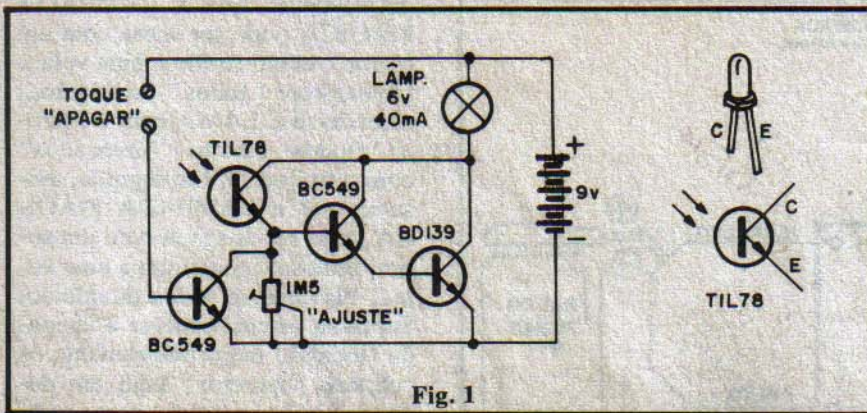 TOQUE
"APAGAR"
LÂMP.
6v
40mA
TIL78
BC549
BD139
+
9v
−
1M5
"AJUSTE"
BC549
C
E
C
E
TIL78
Fig. 1